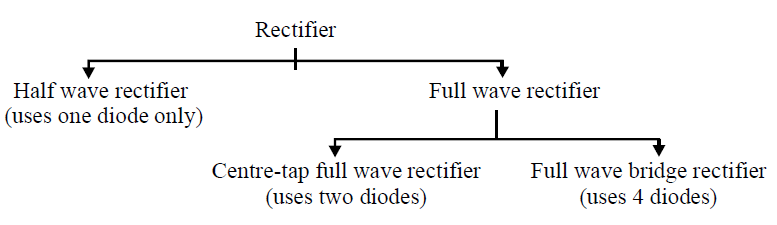 Rectifier
Half wave rectifier
(uses one diode only)
Full wave rectifier
Centre-tap full wave rectifier
(uses two diodes)
Full wave bridge rectifier
(uses 4 diodes)